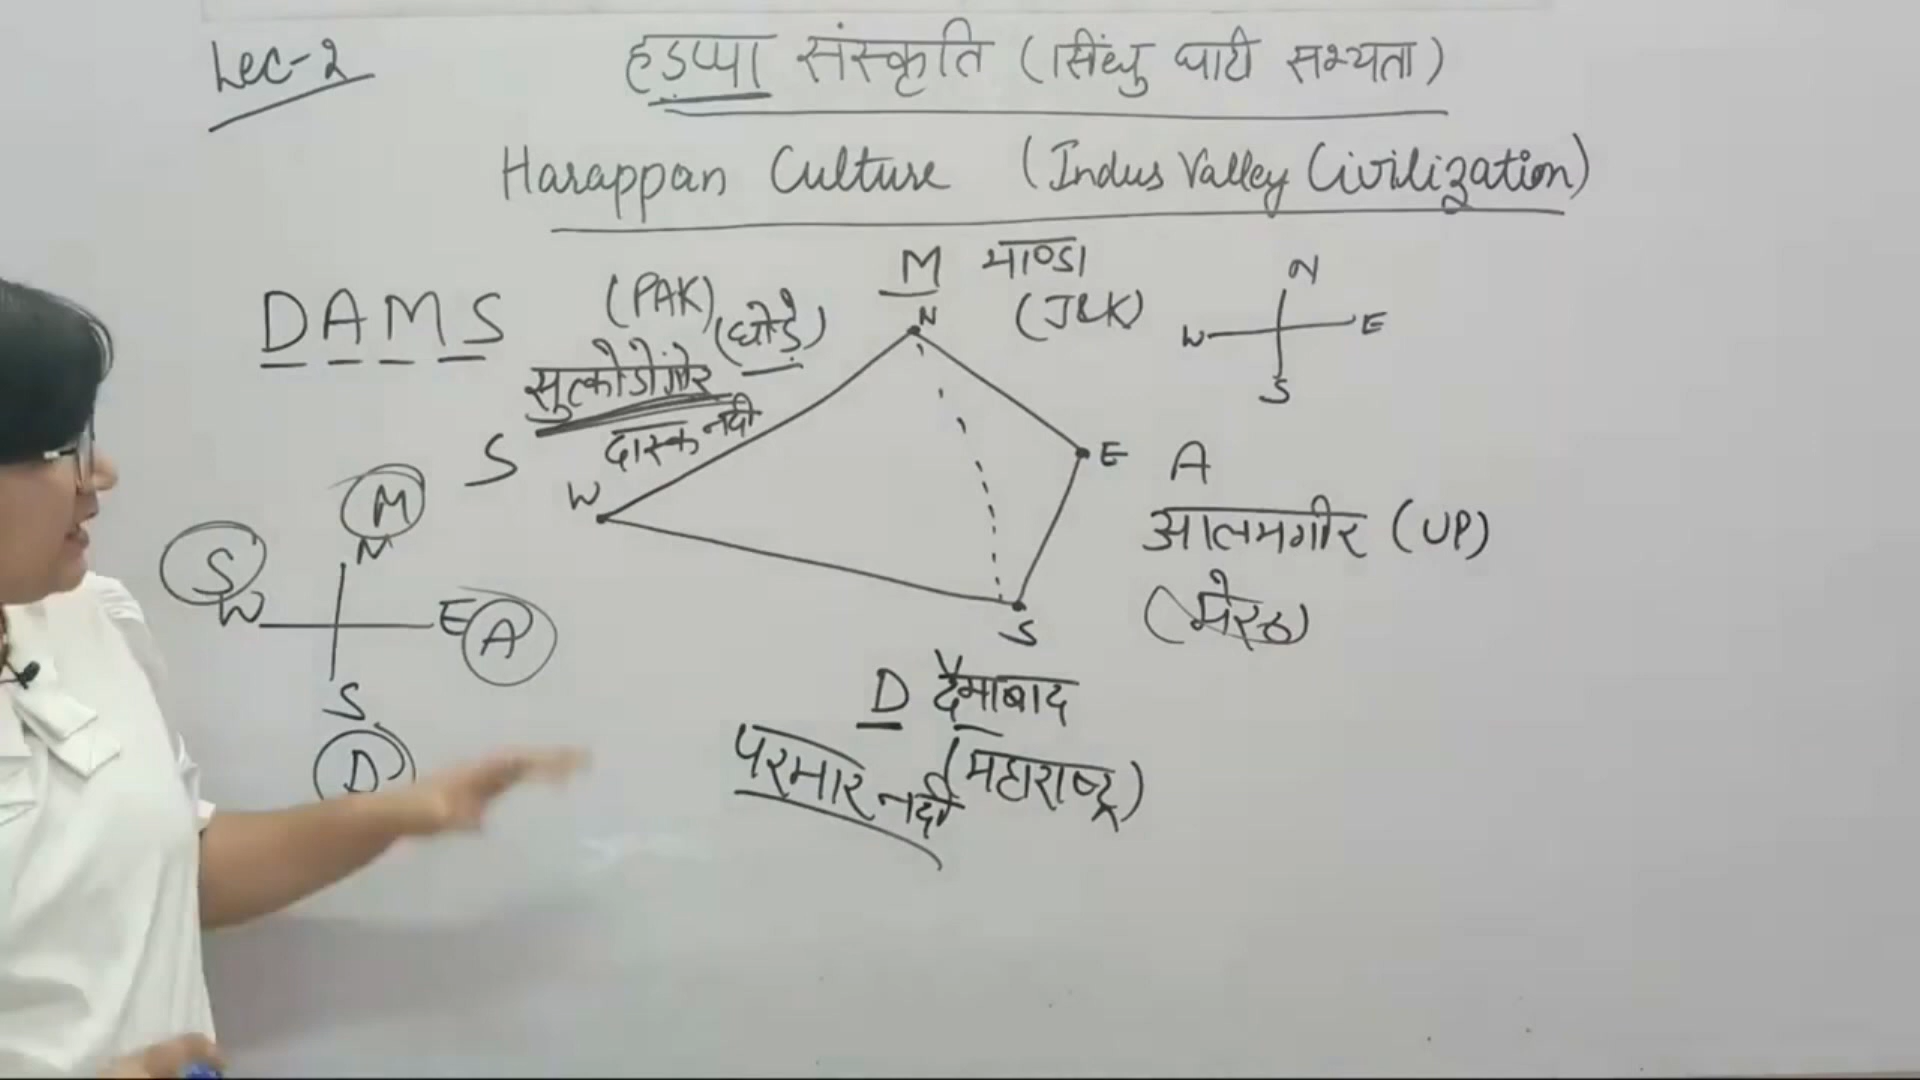 Lec-2
हड़प्पा संस्कृति (सिंधु घाटी सभ्यता)
Harappan Culture (Indus Valley Civilization)
DAMS
(PAK)
(घोड़े)
सुत्कोडोंगोर
दास्क नदी
S
W
M माण्डा
(J&K)
N
N
W E
S
E A
आलमगीर (UP)
(मेरठ)
S
D दैमाबाद
(महाराष्ट्र)
परमार नदी
M
N
S
W E A
S
D